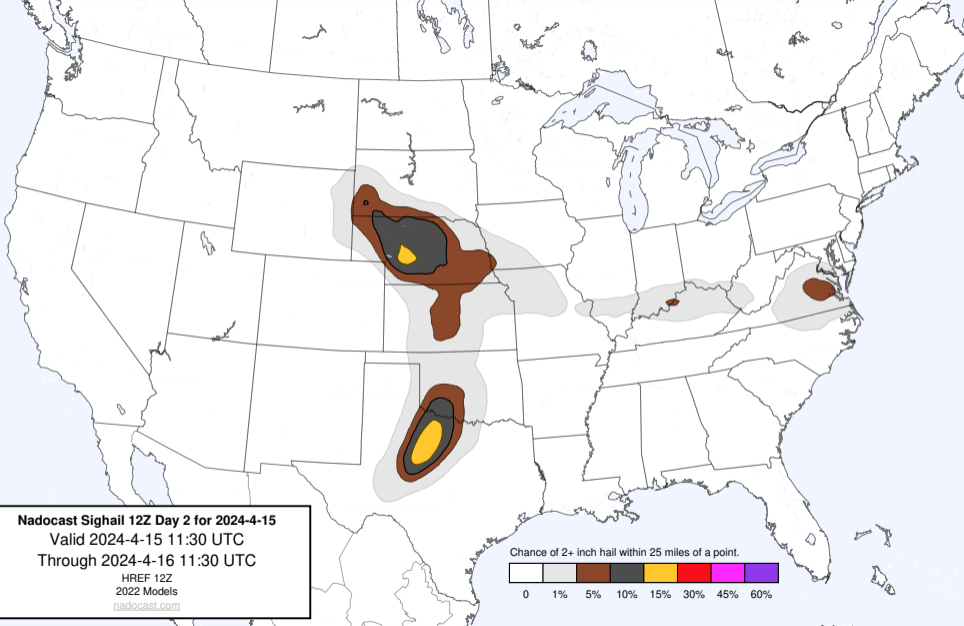 Nadocast Sighail 12Z Day 2 for 2024-4-15
Valid 2024-4-15 11:30 UTC
Through 2024-4-16 11:30 UTC
HREF 12Z
2022 Models
nadocast.com
Chance of 2+ inch hail within 25 miles of a point.
0 1% 5% 10% 15% 30% 45% 60%